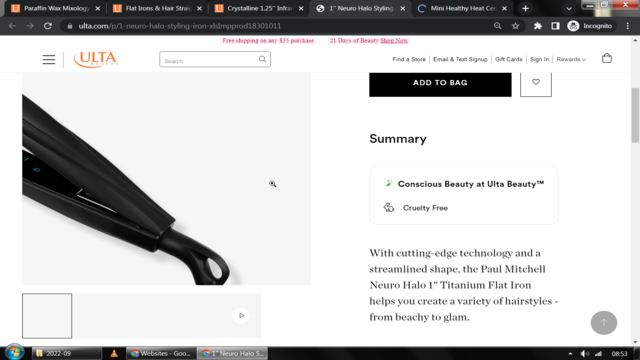 Paraffin Wax Mixology
Flat Irons & Hair Straig
Crystalline 1.25" Infrare
1" Neuro Halo Styling
Mini Healthy Heat Cer
ulta.com/p/1-neuro-halo-styling-iron-xlsImpprod18301011
Incognito
Free shipping on any $35 purchase
21 Days of Beauty Shop Now
ULTA
BEAUTY
Search
Find a Store
Email & Text Signup
Gift Cards
Sign In
Rewards
ADD TO BAG
Summary
Conscious Beauty at Ulta Beauty™
Cruelty Free
With cutting-edge technology and a
streamlined shape, the Paul Mitchell
Neuro Halo 1" Titanium Flat Iron
helps you create a variety of hairstyles -
from beachy to glam.
2022-09
Websites - Goo...
1" Neuro Halo S...
08:53